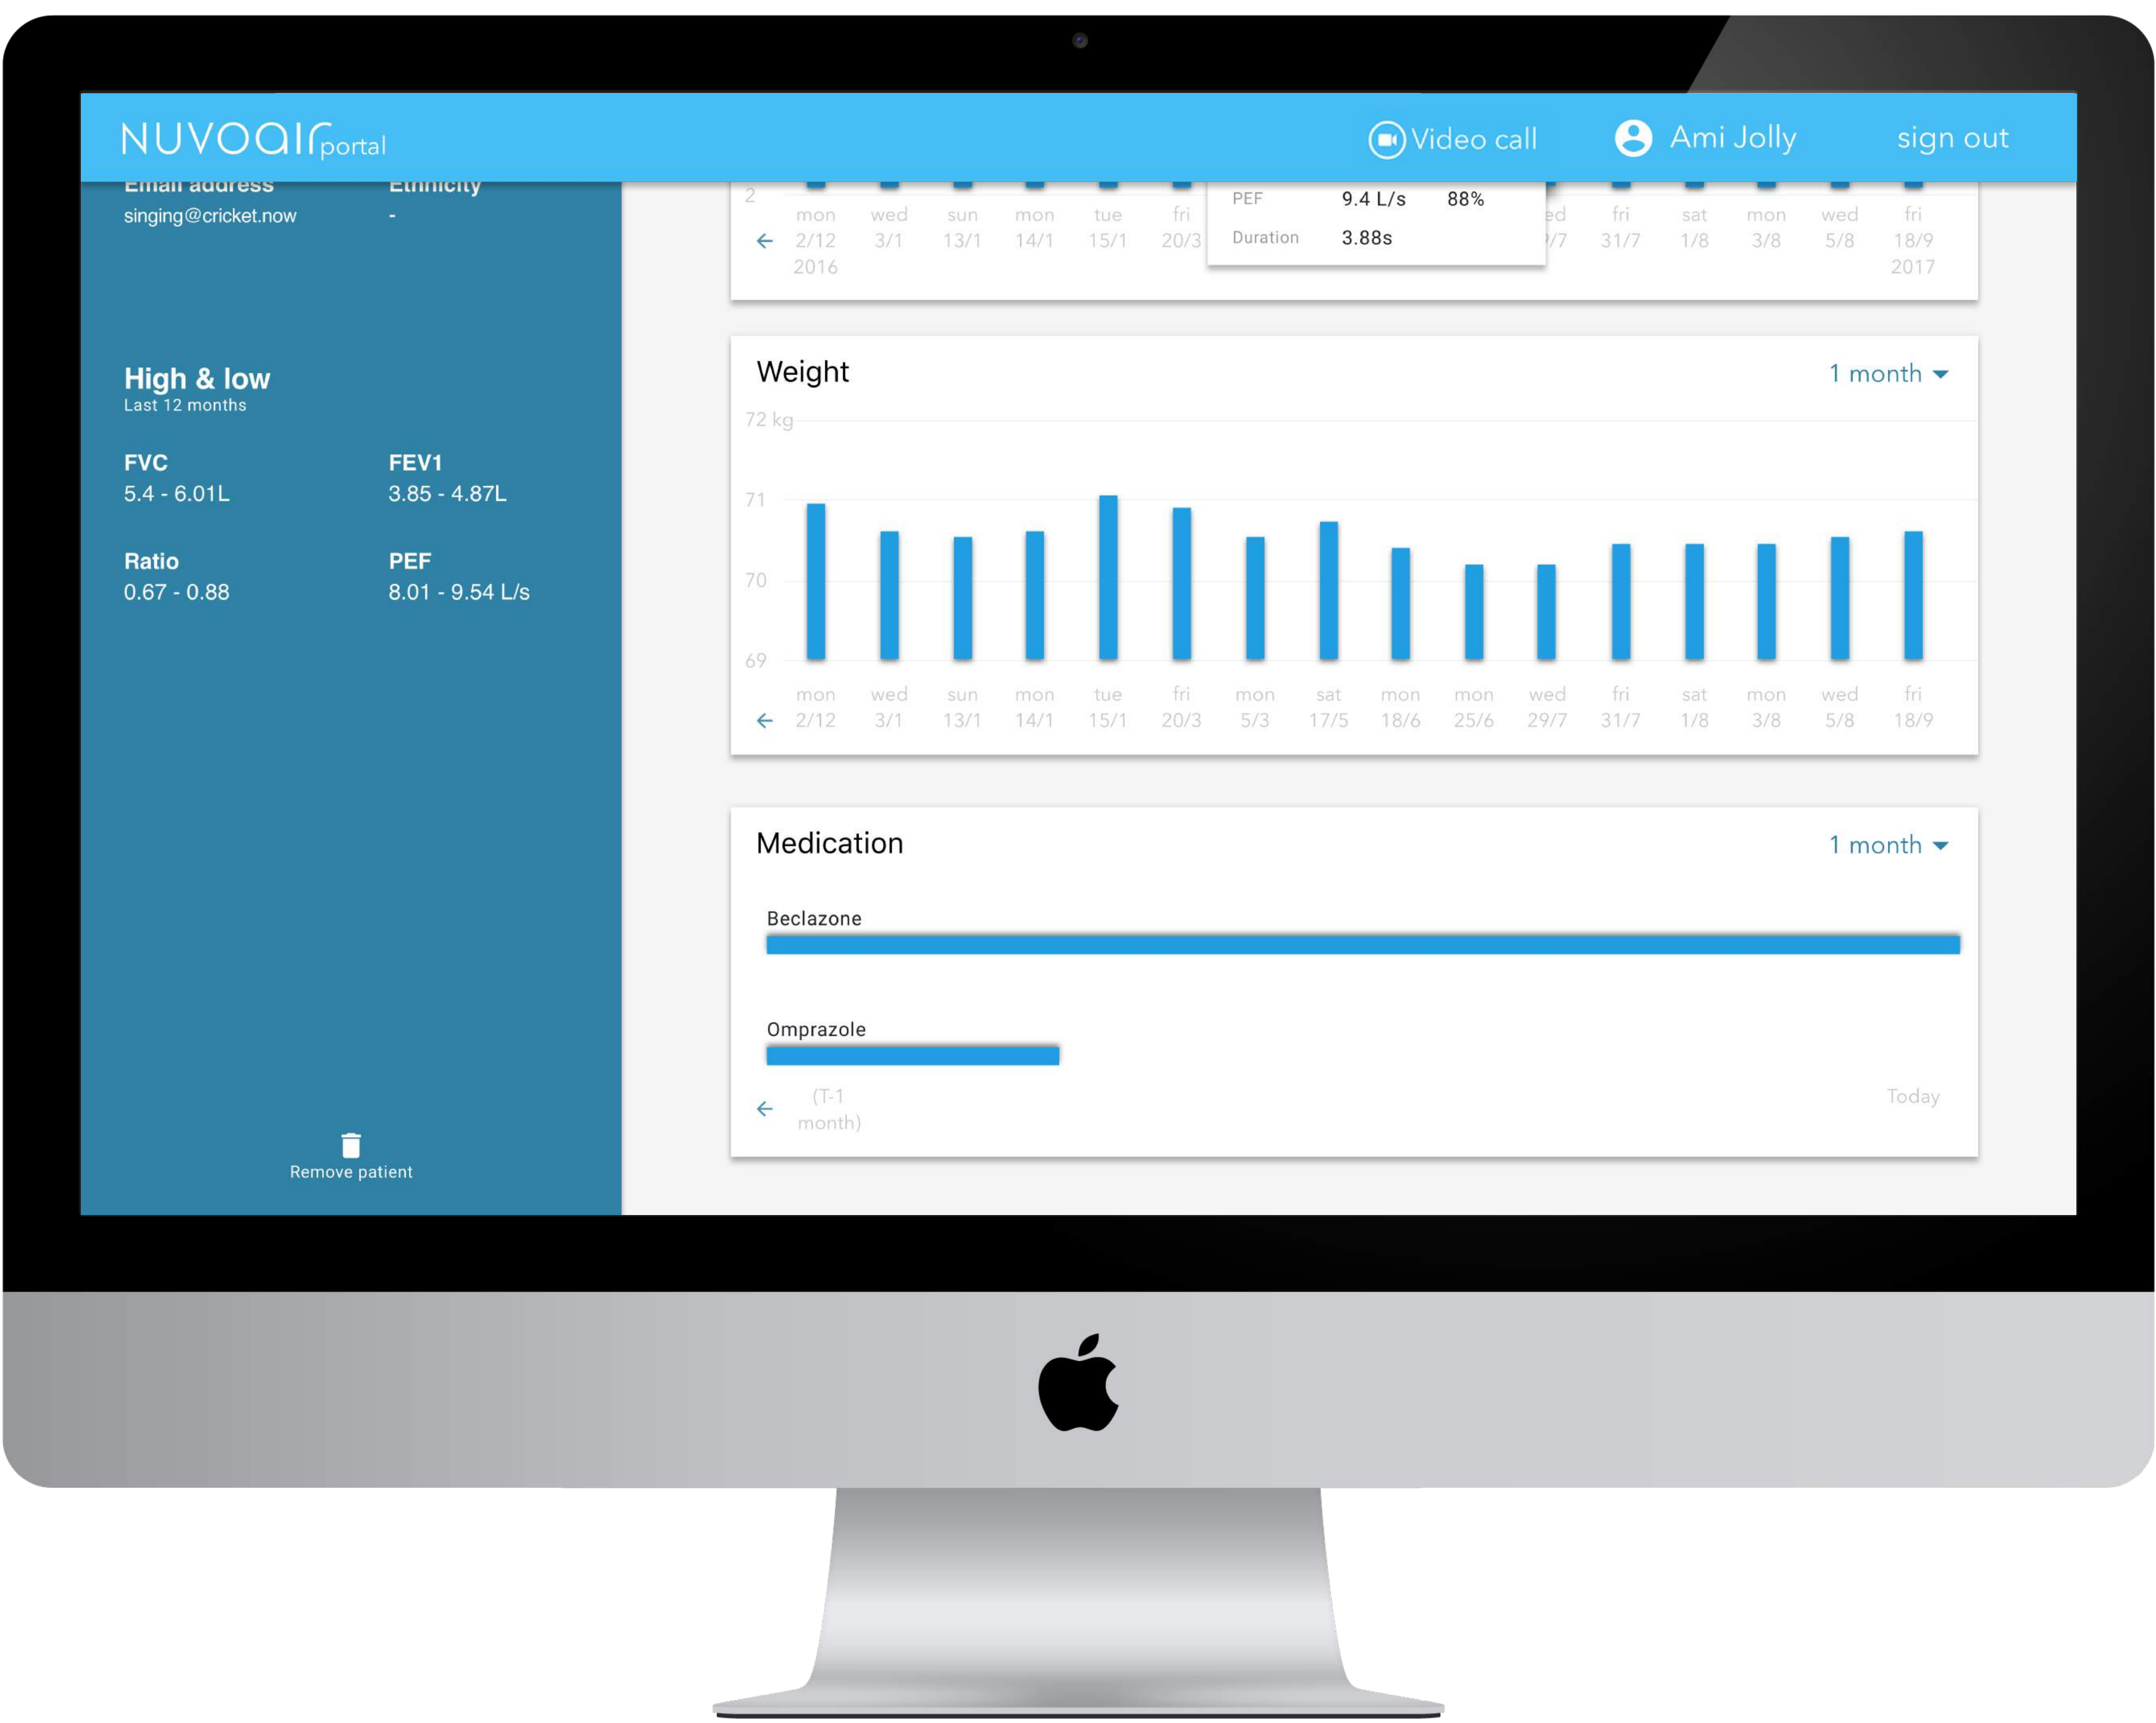 NUVOAIR portal
Video call
Ami Jolly
sign out
Email address
Ethnicity
singing@cricket.now
-
High & low
Last 12 months
FVC
FEV1
5.4 - 6.01L
3.85 - 4.87L
Ratio
PEF
0.67 - 0.88
8.01 - 9.54 L/s
Remove patient
2
PEF 9.4 L/s 88%
Duration 3.88s
mon wed sun mon tue fri ed fri sat mon wed fri
2/12 3/1 13/1 14/1 15/1 20/3 /7 31/7 1/8 3/8 5/8 18/9
2016 2017
Weight
1 month
72 kg
71
70
69
mon wed sun mon tue fri mon sat mon mon wed fri sat mon wed fri
2/12 3/1 13/1 14/1 15/1 20/3 5/3 17/5 18/6 25/6 29/7 31/7 1/8 3/8 5/8 18/9
Medication
1 month
Beclazone
Omprazole
(T-1
month)
Today